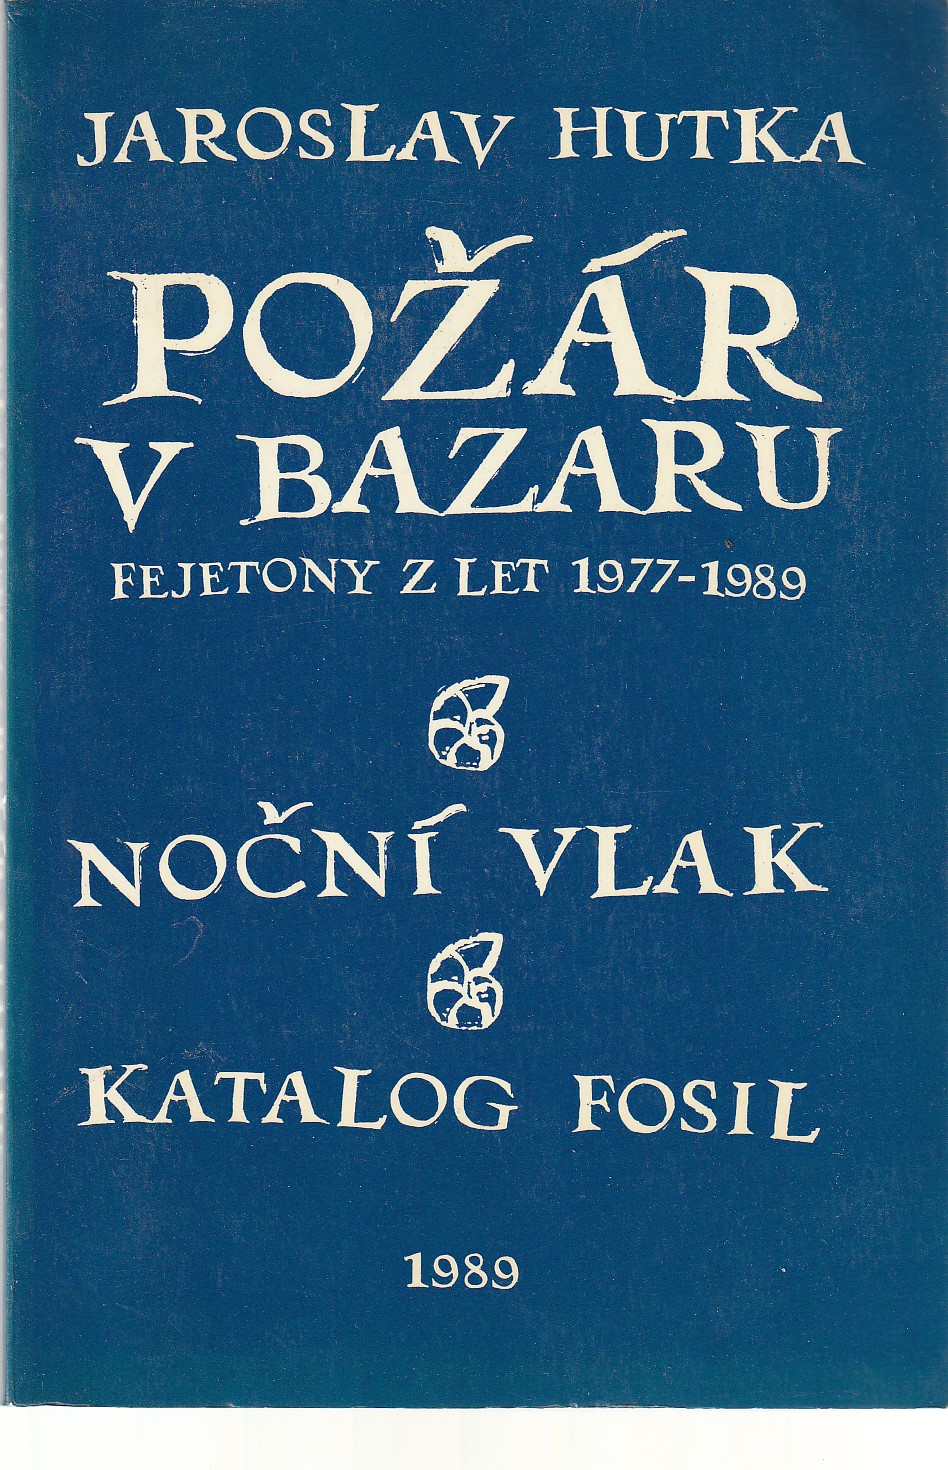 JAROSLAV HUTKA
POŽÁR
V BAZARU
FEJETONY Z LET 1977-1989
NOČNÍ VLAK
KATALOG FOSIL
1989